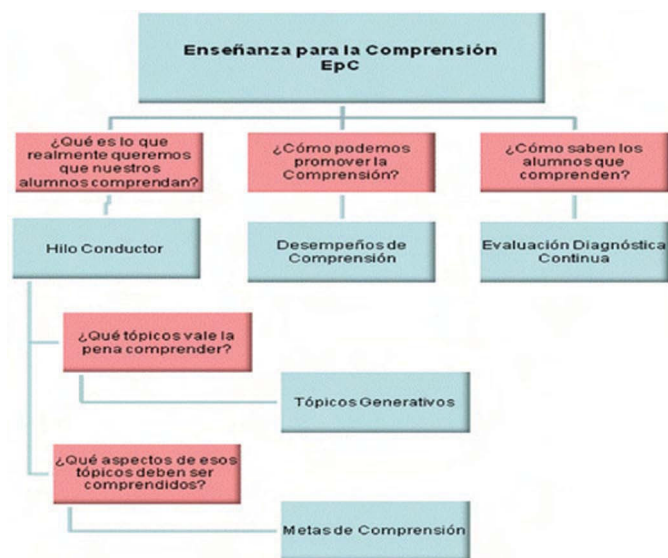 Enseñanza para la Comprensión
EpC
¿Qué es lo que
realmente queremos
que nuestros
alumnos comprendan?
¿Cómo podemos
promover la
Comprensión?
¿Cómo saben los
alumnos que
comprenden?
Hilo Conductor
Desempeños de
Comprensión
Evaluación Diagnóstica
Continua
¿Qué tópicos vale la
pena comprender?
Tópicos Generativos
¿Qué aspectos de esos
tópicos deben ser
comprendidos?
Metas de Comprensión